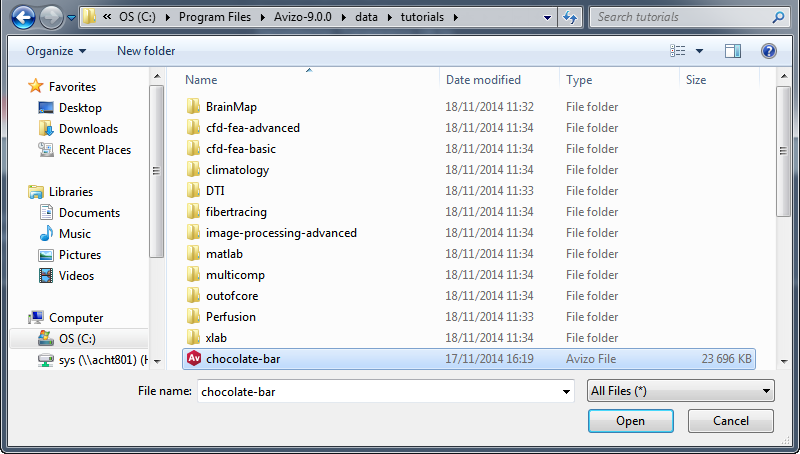 « OS (C:) ▸ Program Files ▸ Avizo-9.0.0 ▸ data ▸ tutorials ▸ Search tutorials
Organize New folder
Favorites
Desktop
Downloads
Recent Places
Libraries
Documents
Music
Pictures
Videos
Computer
OS (C:)
sys (\\acht801) (H
Name Date modified Type Size
BrainMap 18/11/2014 11:32 File folder
cfd-fea-advanced 18/11/2014 11:34 File folder
cfd-fea-basic 18/11/2014 11:34 File folder
climatology 18/11/2014 11:34 File folder
DTI 18/11/2014 11:33 File folder
fibertracing 18/11/2014 11:34 File folder
image-processing-advanced 18/11/2014 11:34 File folder
matlab 18/11/2014 11:34 File folder
multicomp 18/11/2014 11:34 File folder
outofcore 18/11/2014 11:34 File folder
Perfusion 18/11/2014 11:33 File folder
xlab 18/11/2014 11:34 File folder
Av chocolate-bar 17/11/2014 16:19 Avizo File 23 696 KB
File name: chocolate-bar All Files (*)
Open Cancel